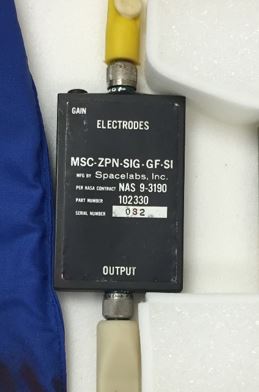 GAIN
ELECTRODES
MSC-ZPN-SIG-GF-SI
MFG BY Spacelabs, Inc.
PER NASA CONTRACT NAS 9-3190
PART NUMBER 102330
SERIAL NUMBER 032
OUTPUT